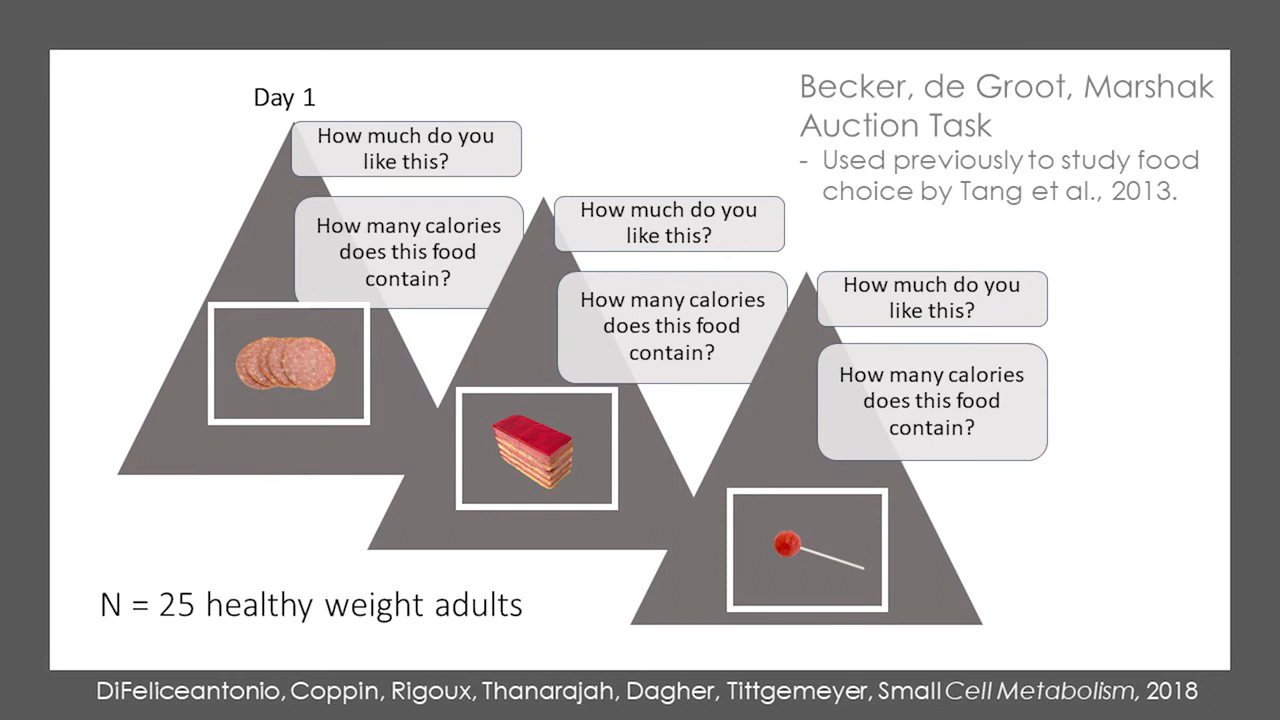 Day 1
How much do you
like this?
How many calories
does this food
contain?
How much do you
like this?
How many calories
does this food
contain?
How much do you
like this?
How many calories
does this food
contain?
Becker, de Groot, Marshak
Auction Task
- Used previously to study food
choice by Tang et al., 2013.
N = 25 healthy weight adults
DiFeliceantonio, Coppin, Rigoux, Thanarajah, Dagher, Tittgemeyer, Small Cell Metabolism, 2018